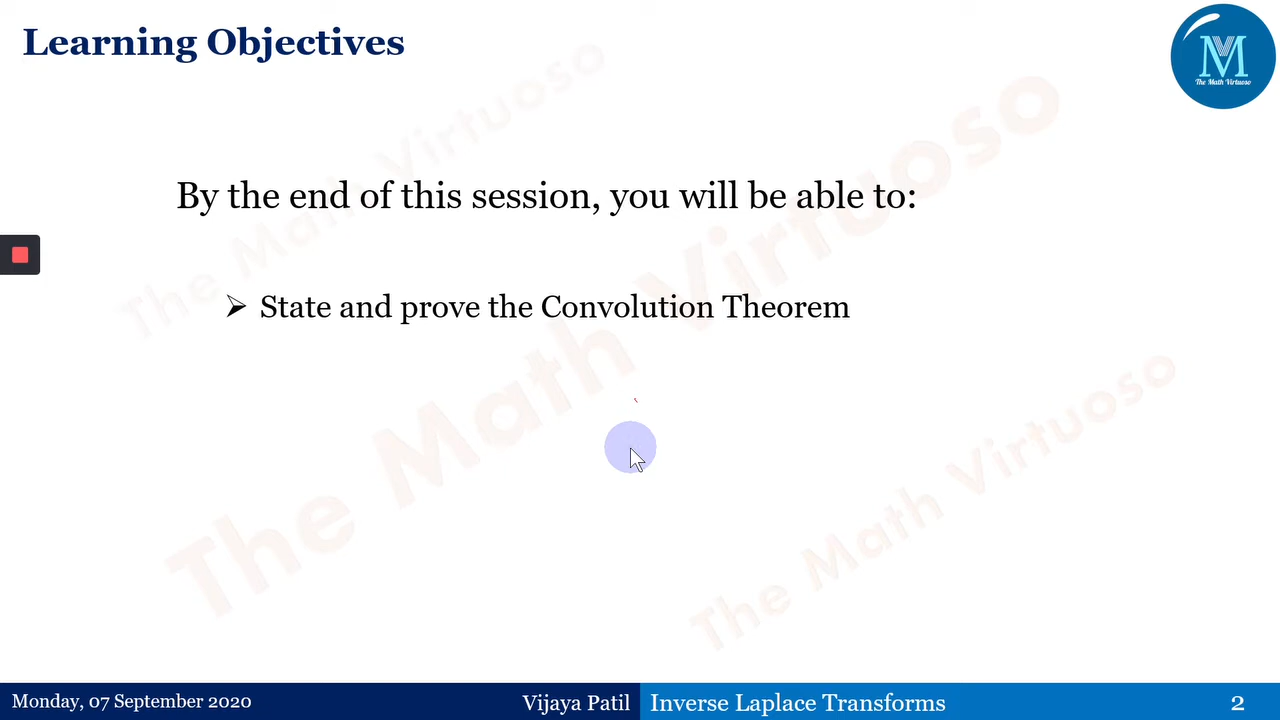 Learning Objectives
M
The Math Virtuoso
By the end of this session, you will be able to:
➢ State and prove the Convolution Theorem
The Math Virtuoso
The Math Virtuoso
The Math Virtuoso
Monday, 07 September 2020
Vijaya Patil
Inverse Laplace Transforms
2